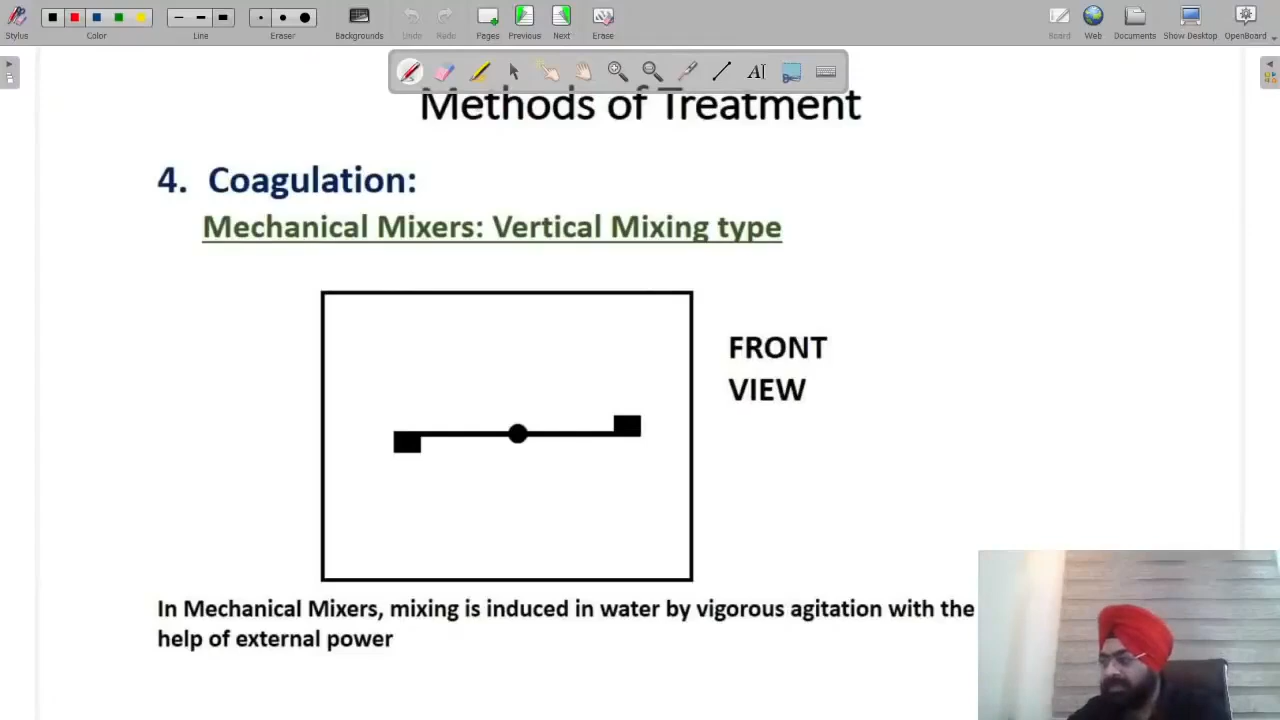 Stylus
Color
Line
Eraser
Backgrounds
Undo
Redo
Pages
Previous
Next
Erase
Board
Web
Documents
Show Desktop
OpenBoard
Methods of Treatment
4. Coagulation:
Mechanical Mixers: Vertical Mixing type
FRONT
VIEW
In Mechanical Mixers, mixing is induced in water by vigorous agitation with the
help of external power